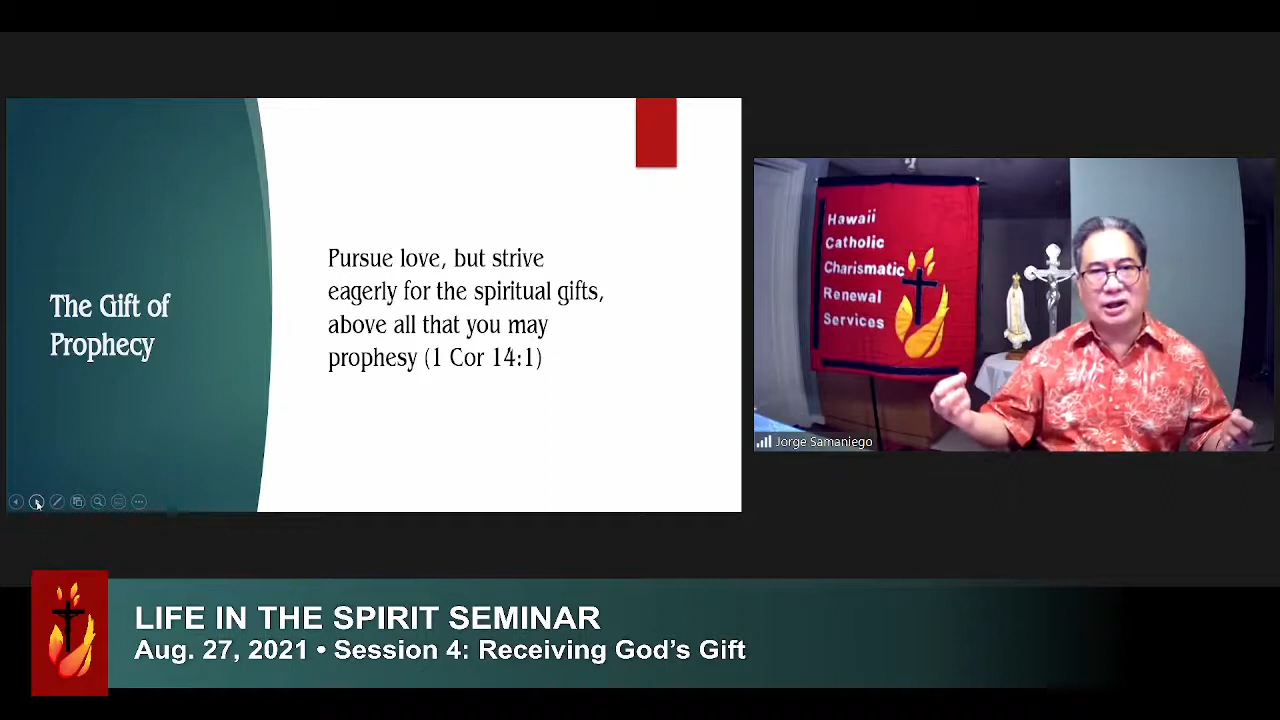 The Gift of
Prophecy
Pursue love, but strive
eagerly for the spiritual gifts,
above all that you may
prophesy (1 Cor 14:1)
Hawaii
Catholic
Charismatic
Renewal
Services
Jorge Samaniego
LIFE IN THE SPIRIT SEMINAR
Aug. 27, 2021 • Session 4: Receiving God’s Gift